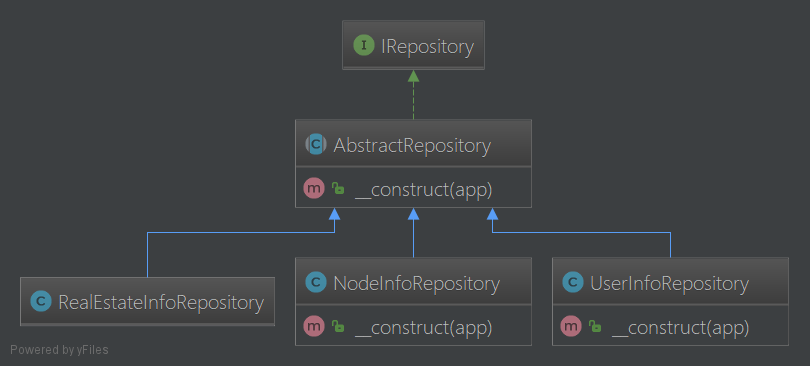 I IRepository
C AbstractRepository
m __construct(app)
C RealEstateInfoRepository
C NodeInfoRepository
m __construct(app)
C UserInfoRepository
m __construct(app)
Powered by yFiles